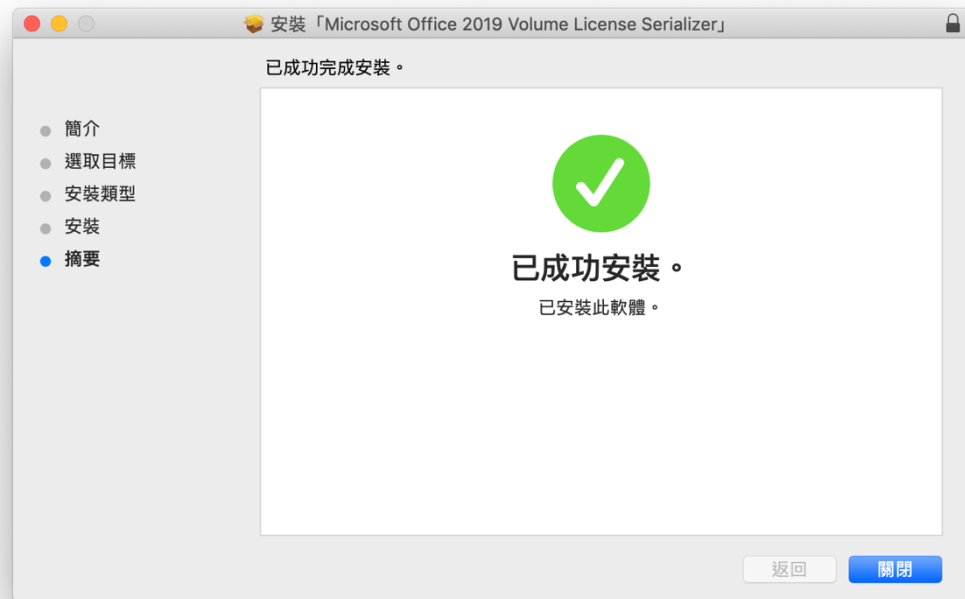 安裝「Microsoft Office 2019 Volume License Serializer」
已成功完成安裝。
簡介
選取目標
安裝類型
安裝
摘要
已成功安裝。
已安裝此軟體。
返回
關閉